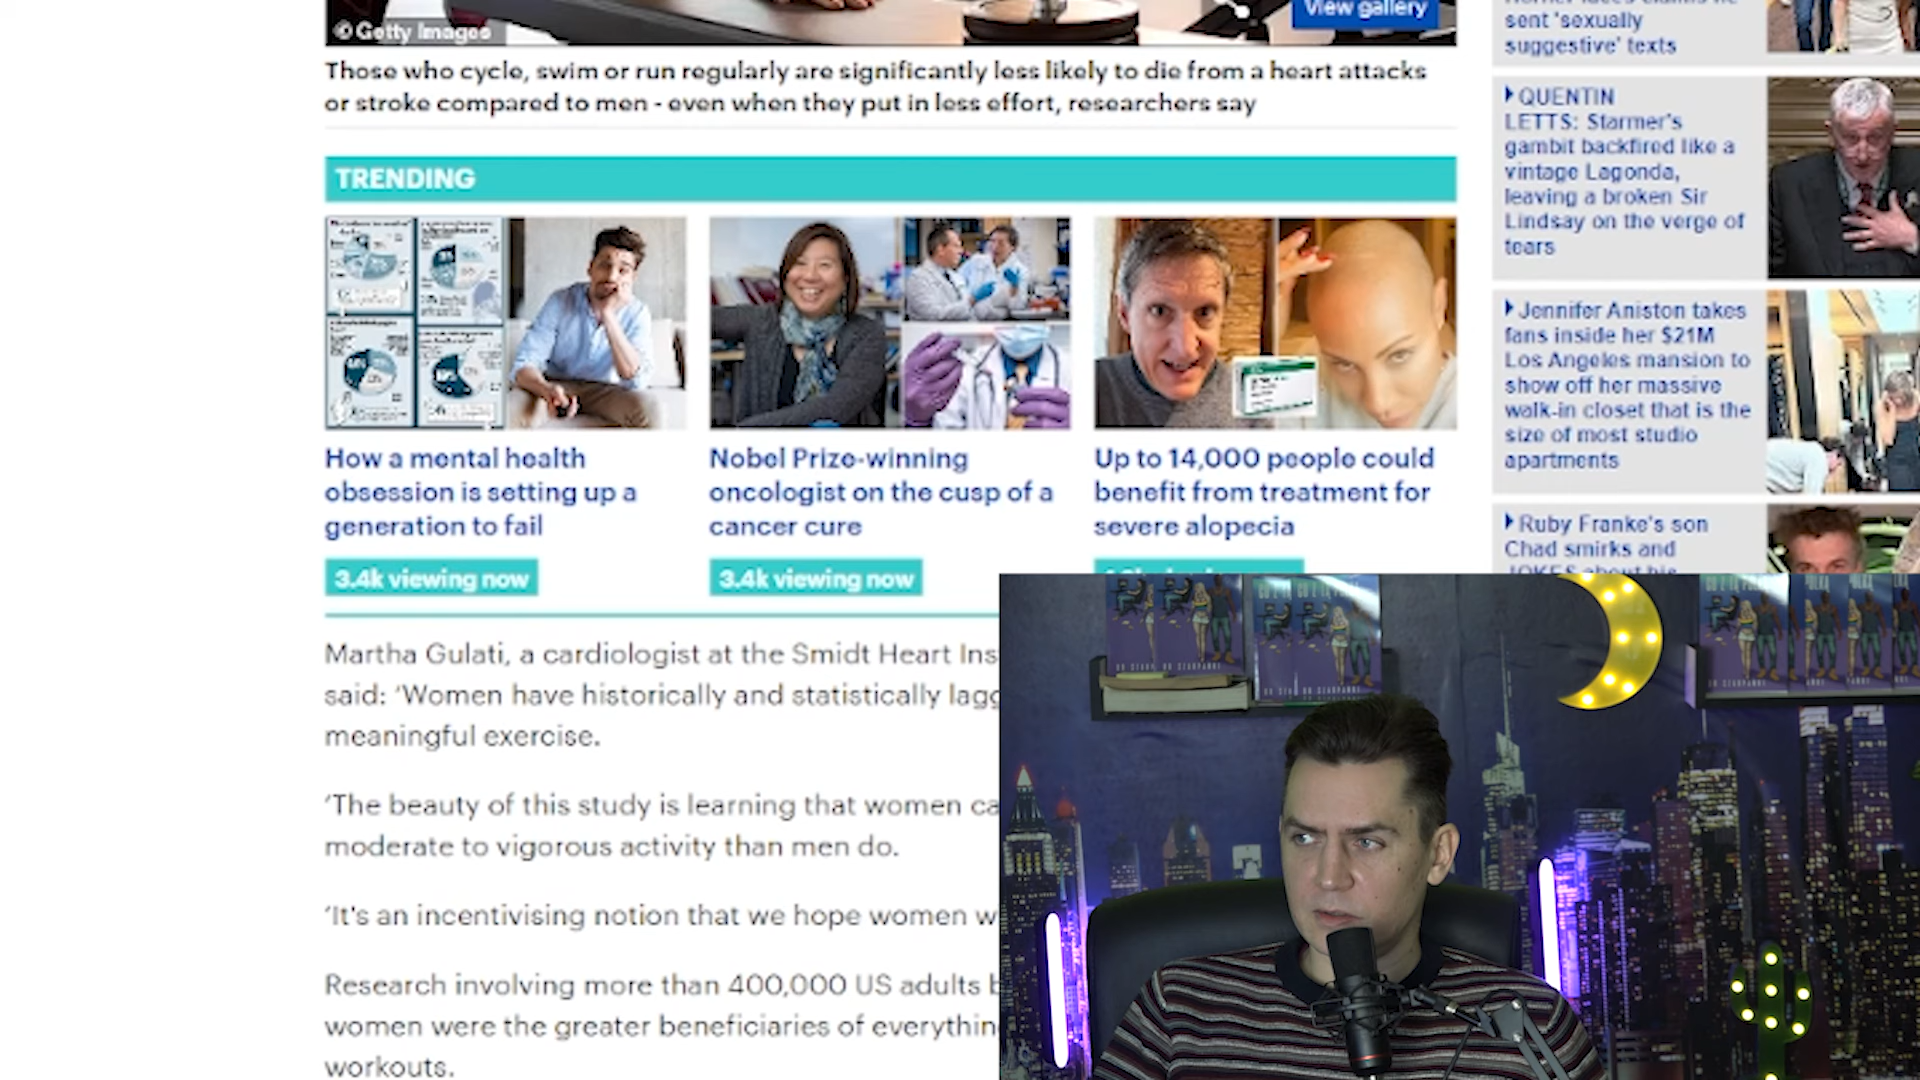 View gallery
© Getty Images
Those who cycle, swim or run regularly are significantly less likely to die from a heart attacks
or stroke compared to men - even when they put in less effort, researchers say
TRENDING
How a mental health
obsession is setting up a
generation to fail
3.4k viewing now
Nobel Prize-winning
oncologist on the cusp of a
cancer cure
3.4k viewing now
Up to 14,000 people could
benefit from treatment for
severe alopecia
Martha Gulati, a cardiologist at the Smidt Heart Ins
said: ‘Women have historically and statistically lagg
meaningful exercise.
‘The beauty of this study is learning that women ca
moderate to vigorous activity than men do.
‘It's an incentivising notion that we hope women w
Research involving more than 400,000 US adults b
women were the greater beneficiaries of everythin
workouts.
sent 'sexually
suggestive' texts
QUENTIN
LETTS: Starmer's
gambit backfired like a
vintage Lagonda,
leaving a broken Sir
Lindsay on the verge of
tears
Jennifer Aniston takes
fans inside her $21M
Los Angeles mansion to
show off her massive
walk-in closet that is the
size of most studio
apartments
Ruby Franke's son
Chad smirks and